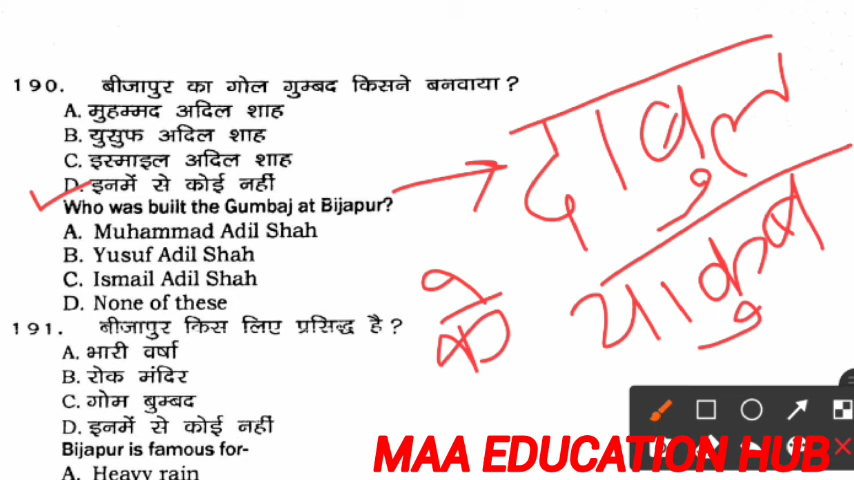 190. बीजापुर का गोल गुम्बद किसने बनवाया ?
A. मुहम्मद अदिल शाह
B. युसुफ अदिल शाह
C. इस्माइल अदिल शाह
D. इनमें से कोई नहीं
Who was built the Gumbaj at Bijapur?
A. Muhammad Adil Shah
B. Yusuf Adil Shah
C. Ismail Adil Shah
D. None of these
दावुल
के याकुब
191. बीजापुर किस लिए प्रसिद्ध है ?
A. भारी वर्षा
B. रोक मंदिर
C. गोम बुम्बद
D. इनमें से कोई नहीं
Bijapur is famous for-
A. Heavy rain
MAA EDUCATION HUB